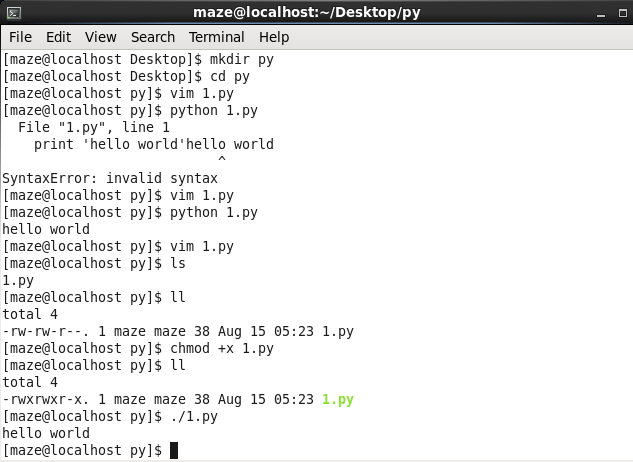 maze@localhost:~/Desktop/py
File Edit View Search Terminal Help
[maze@localhost Desktop]$ mkdir py
[maze@localhost Desktop]$ cd py
[maze@localhost py]$ vim 1.py
[maze@localhost py]$ python 1.py
  File "1.py", line 1
    print 'hello world'hello world
                           ^
SyntaxError: invalid syntax
[maze@localhost py]$ vim 1.py
[maze@localhost py]$ python 1.py
hello world
[maze@localhost py]$ vim 1.py
[maze@localhost py]$ ls
1.py
[maze@localhost py]$ ll
total 4
-rw-rw-r--. 1 maze maze 38 Aug 15 05:23 1.py
[maze@localhost py]$ chmod +x 1.py
[maze@localhost py]$ ll
total 4
-rwxrwxr-x. 1 maze maze 38 Aug 15 05:23 1.py
[maze@localhost py]$ ./1.py
hello world
[maze@localhost py]$